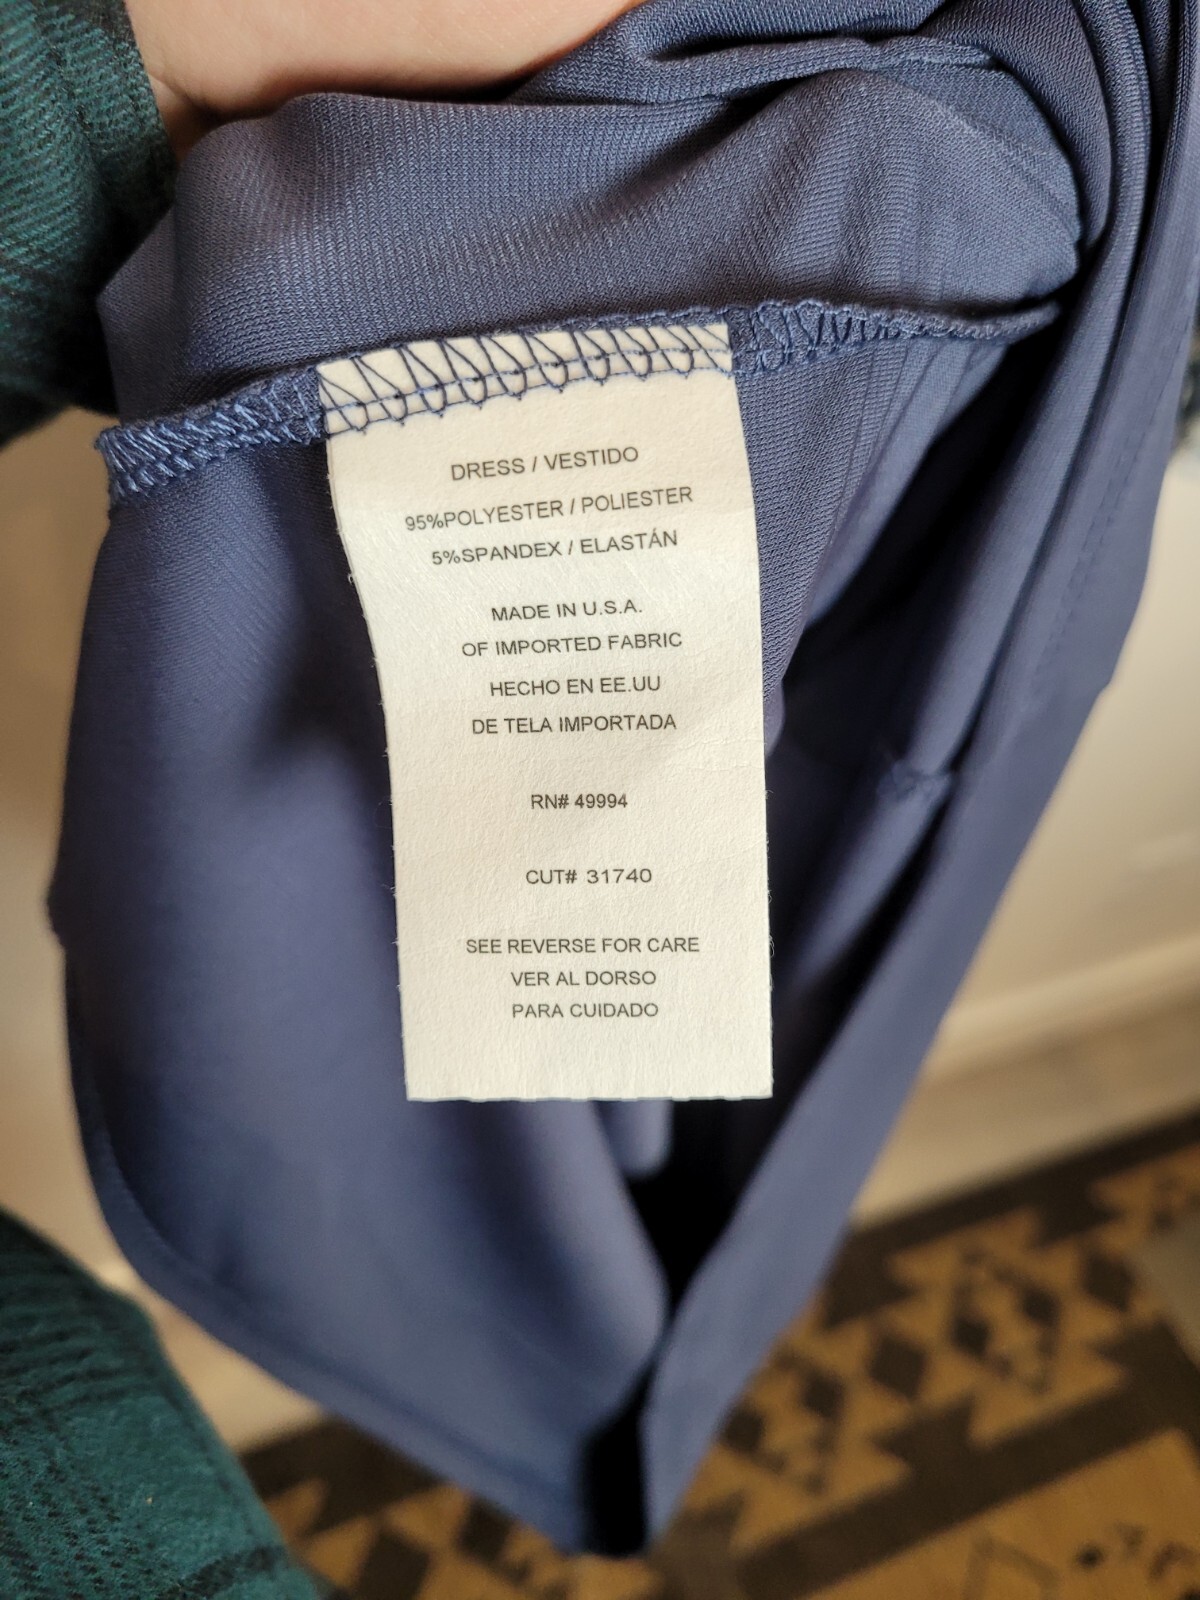 DRESS / VESTIDO
95%POLYESTER / POLIESTER
5%SPANDEX / ELASTÁN
MADE IN U.S.A.
OF IMPORTED FABRIC
HECHO EN EE.UU
DE TELA IMPORTADA
RN# 49994
CUT# 31740
SEE REVERSE FOR CARE
VER AL DORSO
PARA CUIDADO